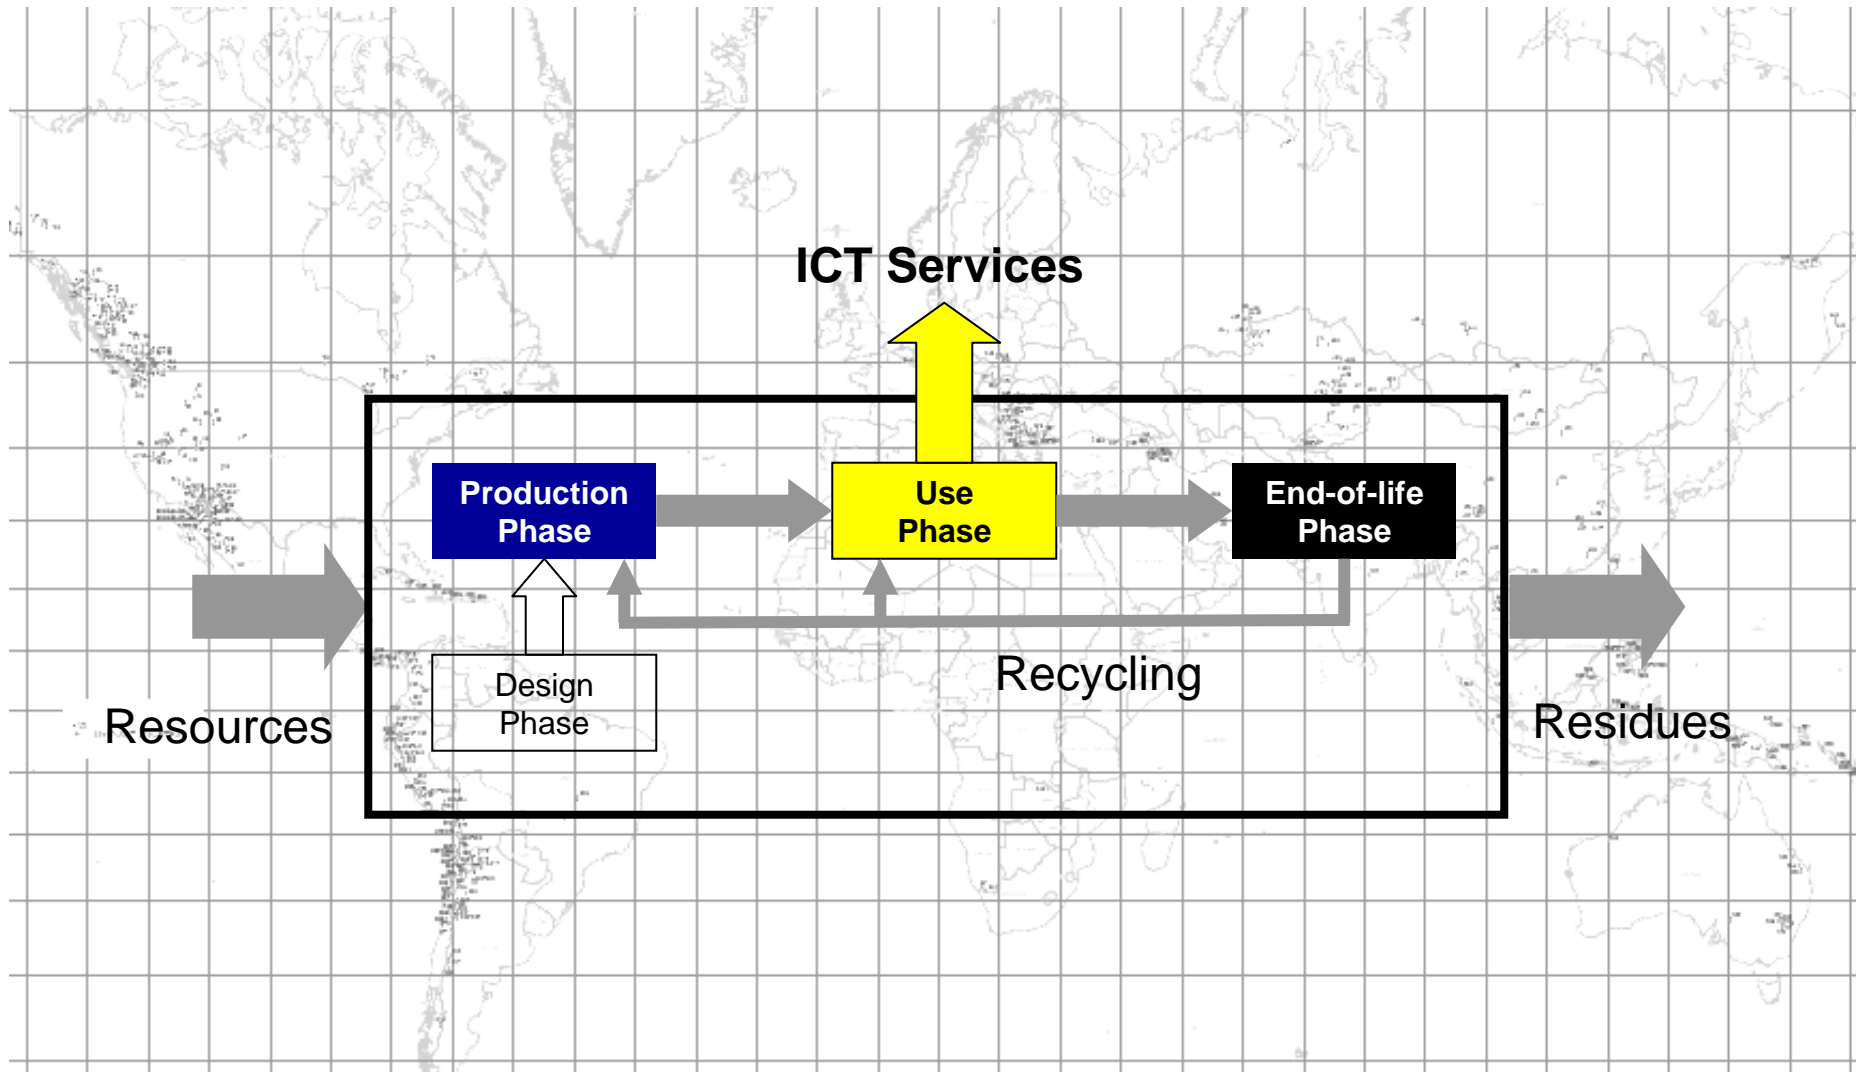 ICT Services
Production
Phase
Use
Phase
End-of-life
Phase
Design
Phase
Recycling
Resources
Residues